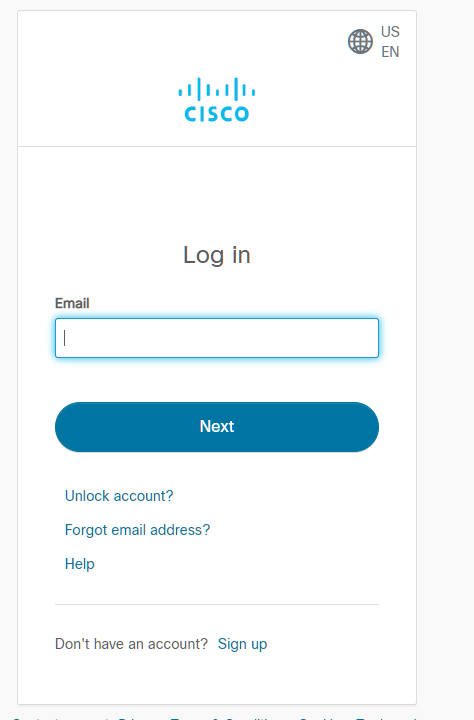 US
EN
CISCO
Log in
Email
Next
Unlock account?
Forgot email address?
Help
Don't have an account? Sign up